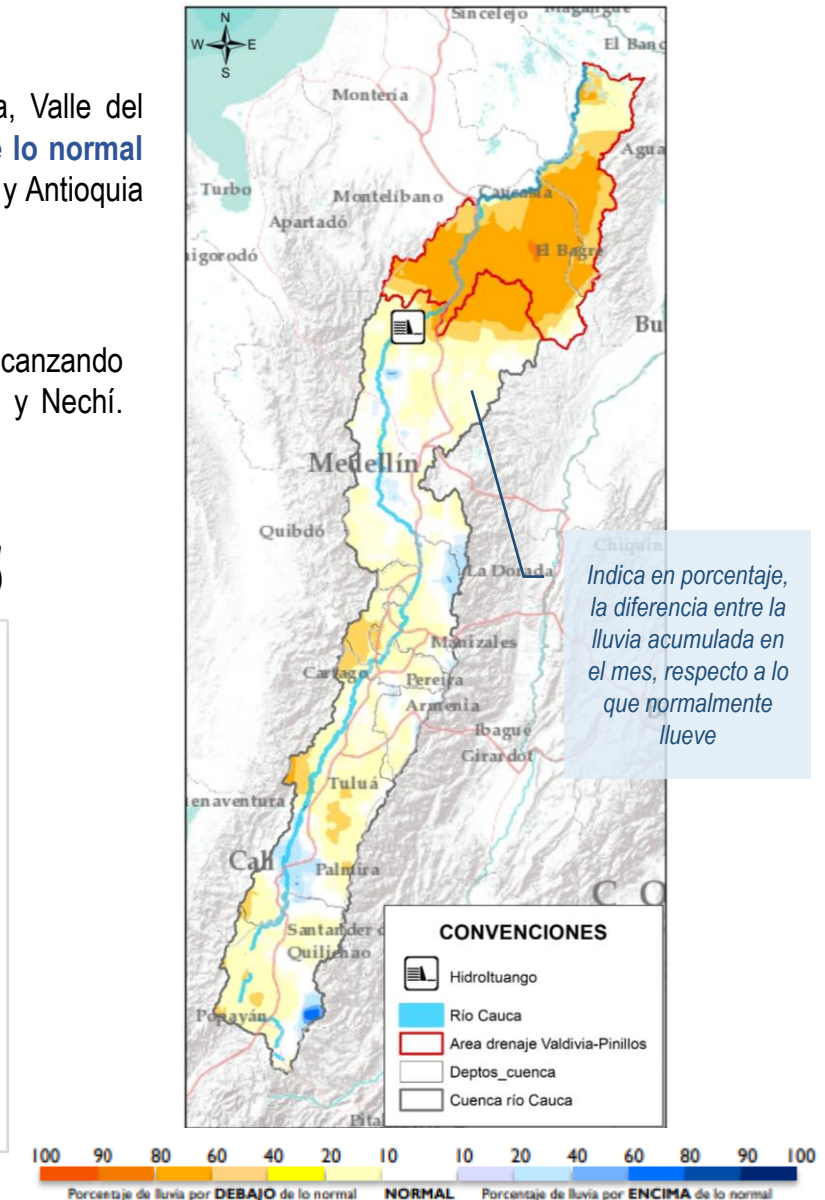 a, Valle del
lo normal
y Antioquia
canzando
y Nechí.
N
W E
S
Sincelejo
Magangué
El Banc
Montería
Agua
Turbo
Montelíbano
Caucasia
Apartadó
igorodó
El Bagre
Bu
Medellín
Quibdó
Chiquin
La Dorada
Manizales
Cartago
Pereira
Armenia
Ibagué
Girardot
Tuluá
enaventura
Cali
Palmira
C O
Santander d
Quilichao
Popayán
Pital
Indica en porcentaje,
la diferencia entre la
lluvia acumulada en
el mes, respecto a lo
que normalmente
llueve
CONVENCIONES
HidroItuango
Río Cauca
Area drenaje Valdivia-Pinillos
Deptos_cuenca
Cuenca río Cauca
100 90 80 60 40 20 10 10 20 40 60 80 90 100
Porcentaje de lluvia por DEBAJO de lo normal NORMAL Porcentaje de lluvia por ENCIMA de lo normal